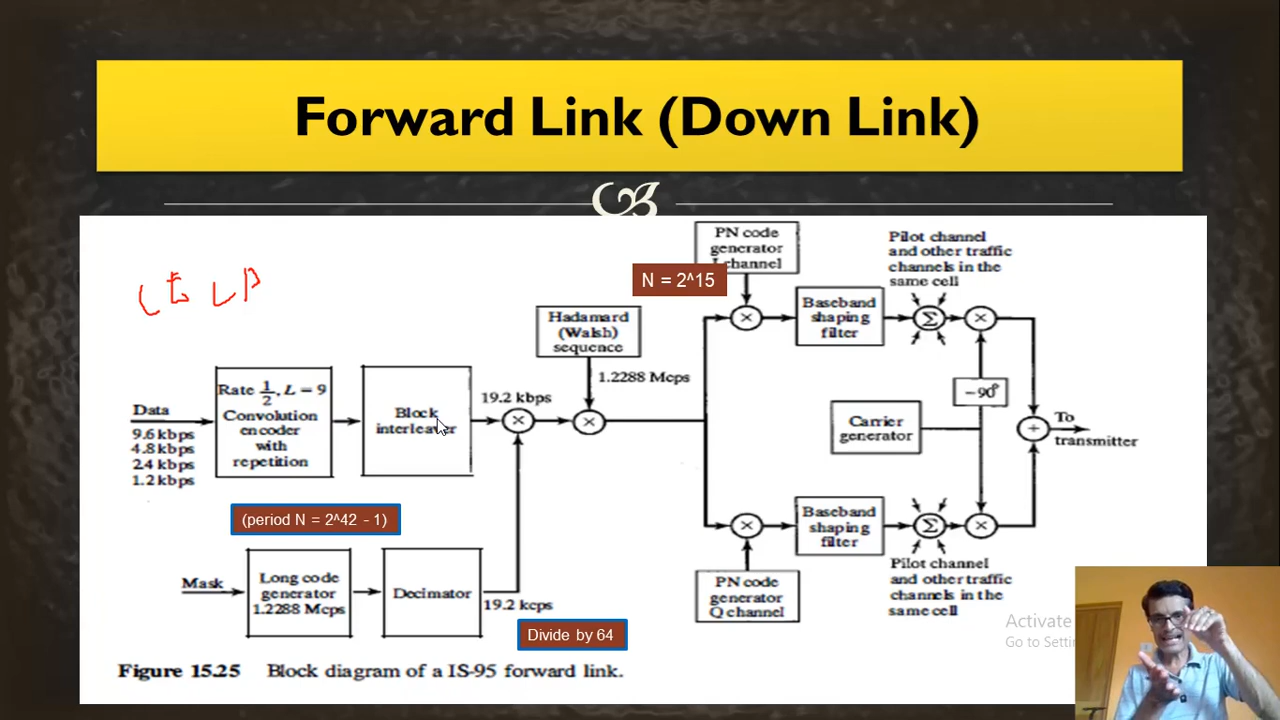 Forward Link (Down Link)
PN code
generator
channel
N = 2^15
Pilot channel
and other traffic
channels in the
same cell
Hadamard
(Walsh)
sequence
1.2288 Mcps
Baseband
shaping
filter
Data
9.6 kbps
4.8 kbps
2.4 kbps
1.2 kbps
Rate 1/2, L = 9
Convolution
encoder
with
repetition
Block
interleaver
19.2 kbps
Carrier
generator
−90°
To
transmitter
(period N = 2^42 - 1)
Mask
Long code
generator
1.2288 Mcps
Decimator
19.2 kcps
Divide by 64
PN code
generator
Q channel
Baseband
shaping
filter
Pilot channel
and other traffic
channels in the
same cell
Activate
Go to Setti
Figure 15.25 Block diagram of a IS-95 forward link.